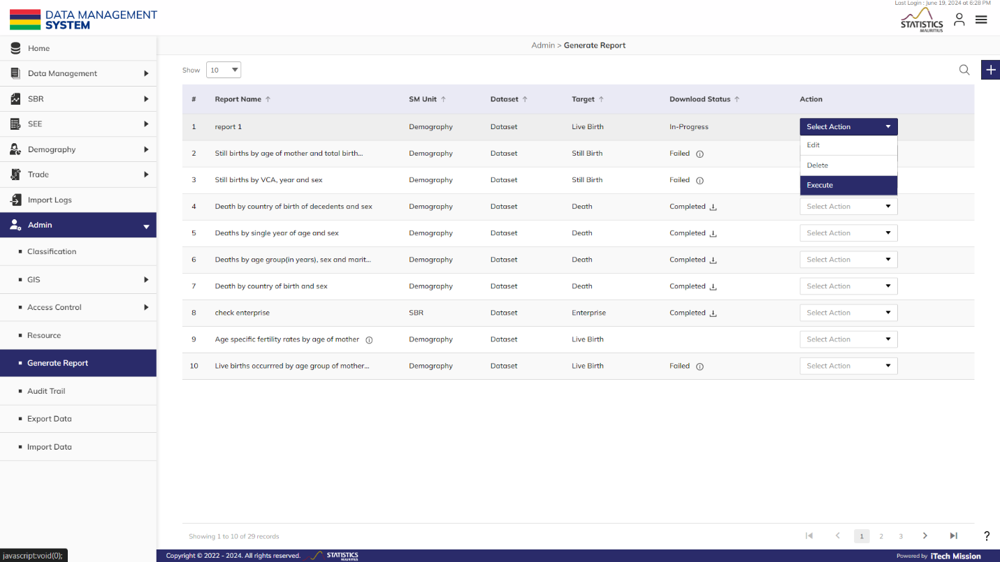 Last Login : June 19, 2024 at 6:28 PM
DATA MANAGEMENT
SYSTEM
STATISTICS
MAURITIUS
Home
Data Management
SBR
SEE
Demography
Trade
Import Logs
Admin
Classification
GIS
Access Control
Resource
Generate Report
Audit Trail
Export Data
Import Data
Admin > Generate Report
Show 10
# Report Name SM Unit Dataset Target Download Status Action
1 report 1 Demography Dataset Live Birth In-Progress Select Action
Edit
2 Still births by age of mother and total birth... Demography Dataset Still Birth Failed
Delete
3 Still births by VCA, year and sex Demography Dataset Still Birth Failed
Execute
4 Death by country of birth of decedents and sex Demography Dataset Death Completed Select Action
5 Deaths by single year of age and sex Demography Dataset Death Completed Select Action
6 Deaths by age group(in years), sex and marit... Demography Dataset Death Completed Select Action
7 Death by country of birth and sex Demography Dataset Death Completed Select Action
8 check enterprise SBR Dataset Enterprise Completed Select Action
9 Age specific fertility rates by age of mother Demography Dataset Live Birth Select Action
10 Live births occurrred by age group of mother... Demography Dataset Live Birth Failed Select Action
Showing 1 to 10 of 29 records
1 2 3
?
javascript:void(0);
Copyright © 2022 - 2024. All rights reserved.
STATISTICS
MAURITIUS
Powered by iTech Mission